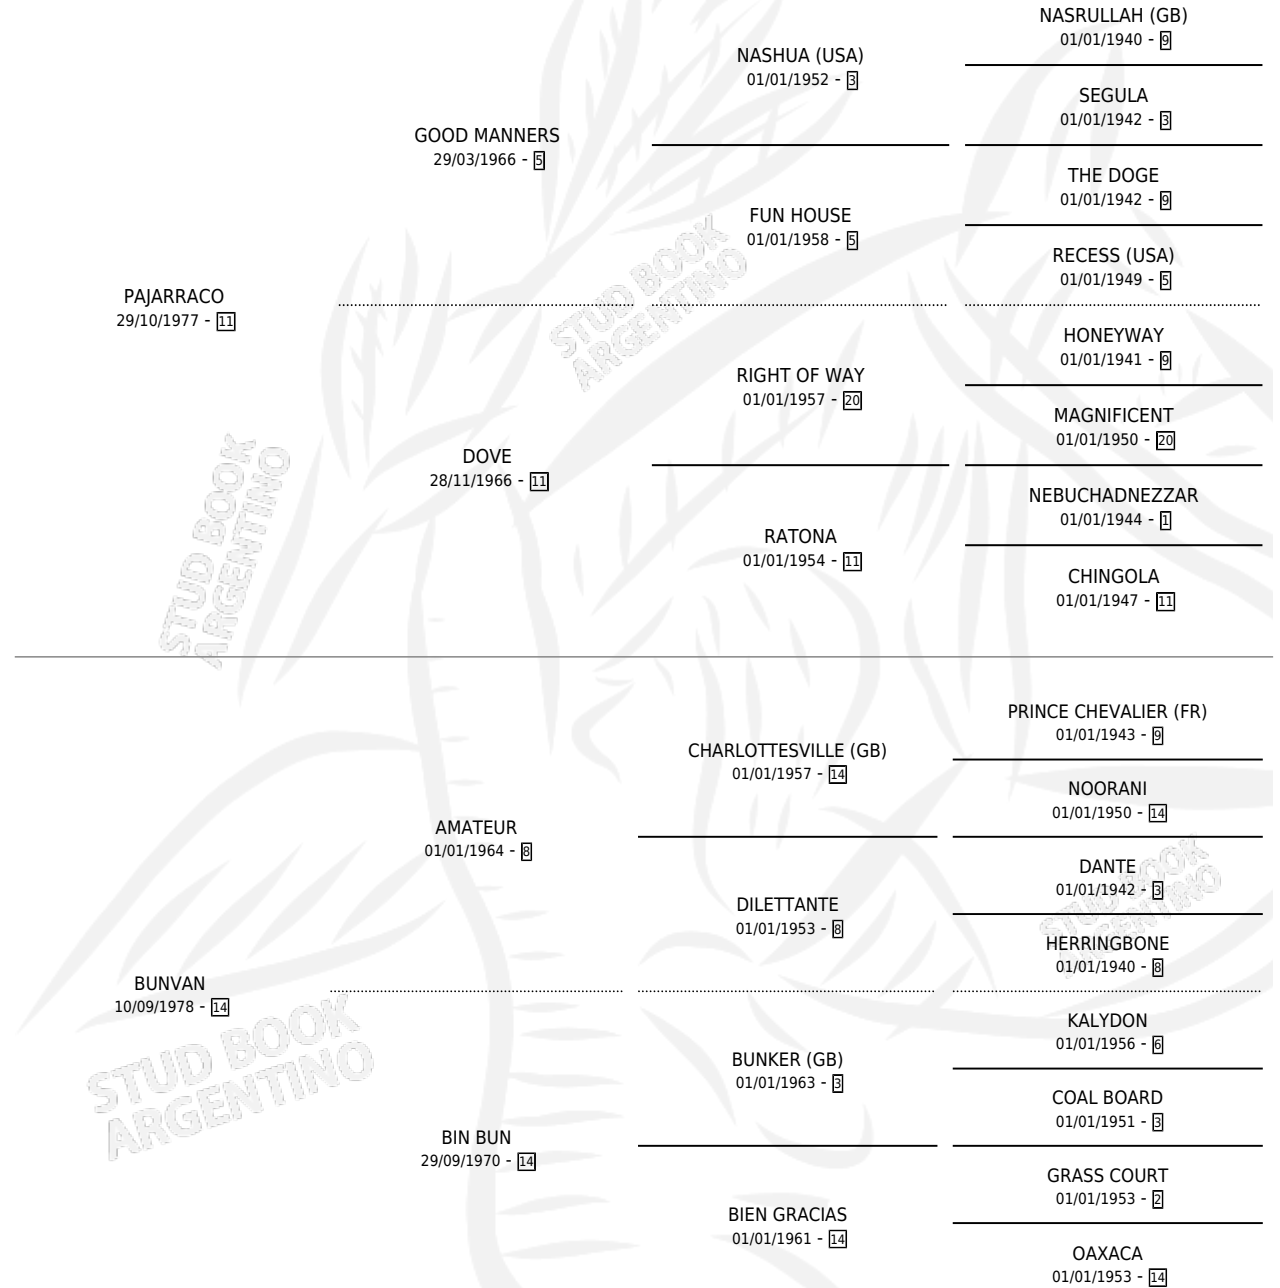 NASRULLAH (GB)
01/01/1940 - 9
NASHUA (USA)
01/01/1952 - 3
SEGULA
01/01/1942 - 3
GOOD MANNERS
29/03/1966 - 5
THE DOGE
01/01/1942 - 9
FUN HOUSE
01/01/1958 - 5
RECESS (USA)
01/01/1949 - 5
PAJARRACO
29/10/1977 - 11
HONEYWAY
01/01/1941 - 9
RIGHT OF WAY
01/01/1957 - 20
MAGNIFICENT
01/01/1950 - 20
DOVE
28/11/1966 - 11
NEBUCHADNEZZAR
01/01/1944 - 1
RATONA
01/01/1954 - 11
CHINGOLA
01/01/1947 - 11
PRINCE CHEVALIER (FR)
01/01/1943 - 9
CHARLOTTESVILLE (GB)
01/01/1957 - 14
NOORANI
01/01/1950 - 14
AMATEUR
01/01/1964 - 8
DANTE
01/01/1942 - 3
DILETTANTE
01/01/1953 - 8
HERRINGBONE
01/01/1940 - 8
BUNVAN
10/09/1978 - 14
KALYDON
01/01/1956 - 6
BUNKER (GB)
01/01/1963 - 3
COAL BOARD
01/01/1951 - 3
BIN BUN
29/09/1970 - 14
GRASS COURT
01/01/1953 - 2
BIEN GRACIAS
01/01/1961 - 14
OAXACA
01/01/1953 - 14
STUD BOOK
ARGENTINO
STUD BOOK
ARGENTINO
STUD BOOK
ARGENTINO
STUD BOOK
ARGENTINO